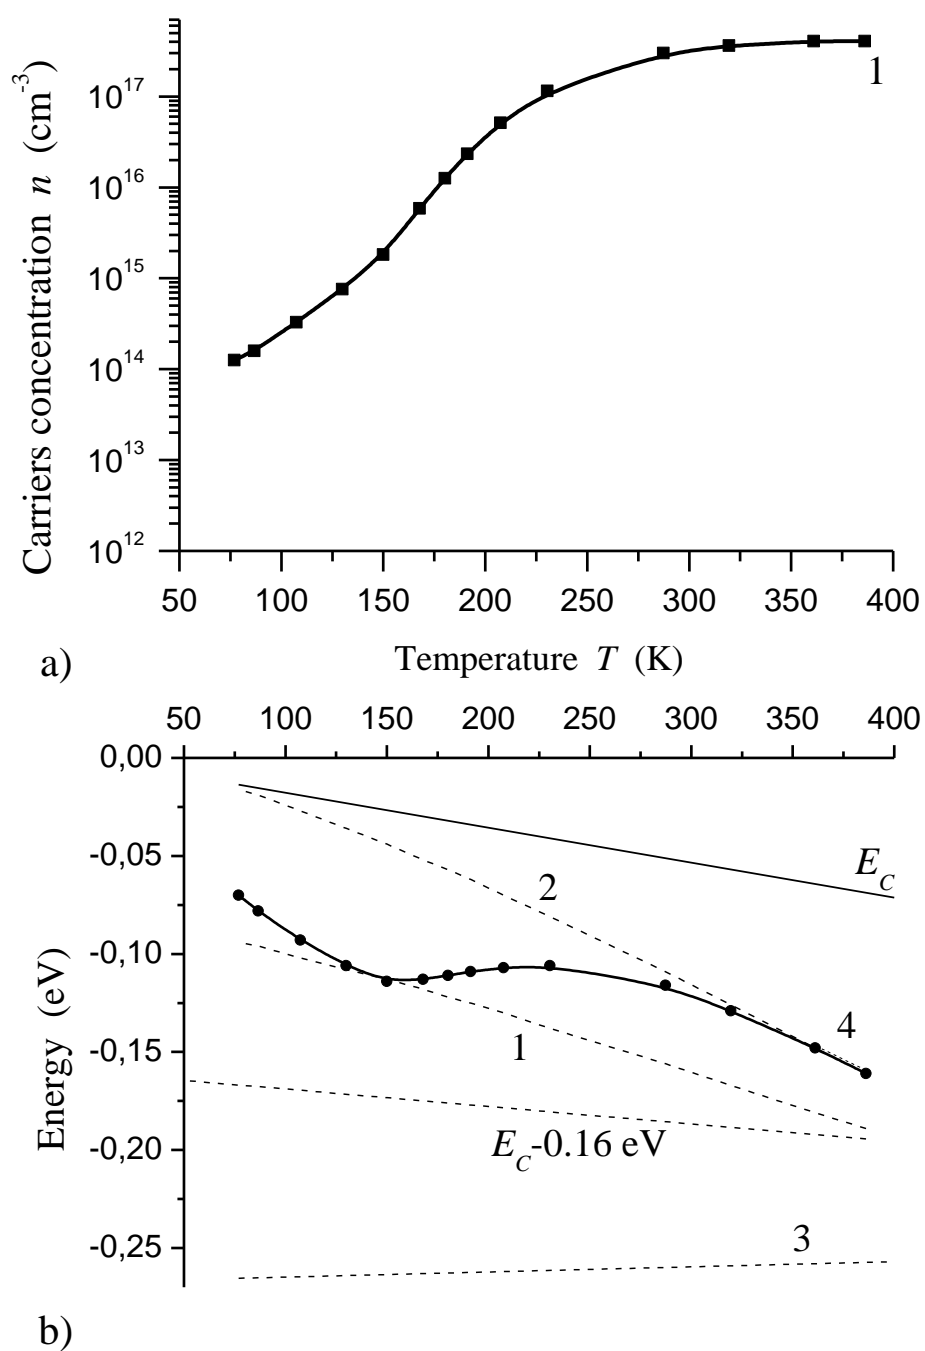 Carriers concentration n (cm-3)
10^17
10^16
10^15
10^14
10^13
10^12
1
50 100 150 200 250 300 350 400
Temperature T (K)
a)
50 100 150 200 250 300 350 400
Energy (eV)
0,00
-0,05
-0,10
-0,15
-0,20
-0,25
E_C
2
4
1
E_C-0.16 eV
3
b)